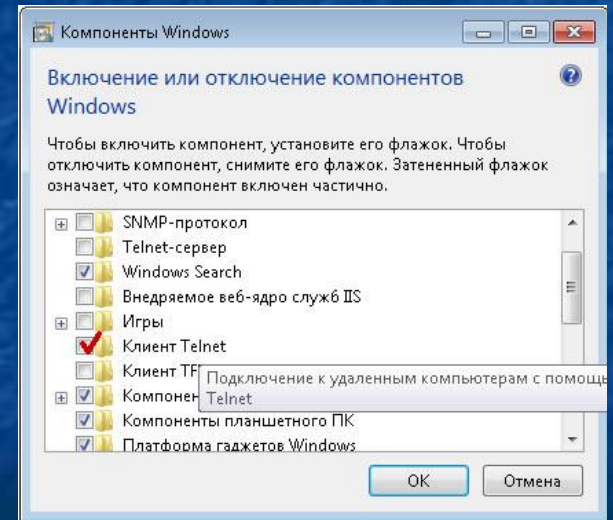 Компоненты Windows
Включение или отключение компонентов
Windows
Чтобы включить компонент, установите его флажок. Чтобы
отключить компонент, снимите его флажок. Затененный флажок
означает, что компонент включен частично.
SNMP-протокол
Telnet-сервер
Windows Search
Внедряемое веб-ядро служб IIS
Игры
Клиент Telnet
Клиент TF
Подключение к удаленным компьютерам с помощь
Компонен
Telnet
Компоненты планшетного ПК
Платформа гаджетов Windows
ОК
Отмена